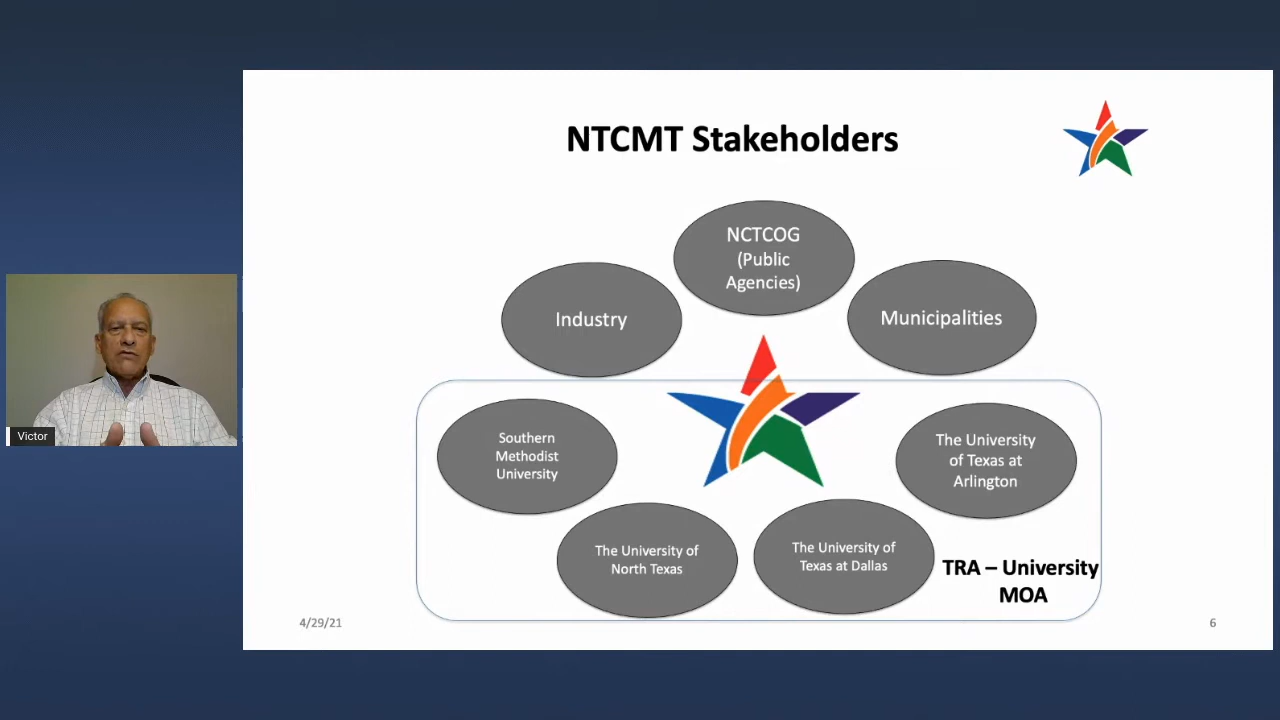 NTCMT Stakeholders
NCTCOG
(Public
Agencies)
Industry
Municipalities
Southern
Methodist
University
The University
of Texas at
Arlington
The University of
North Texas
The University of
Texas at Dallas
TRA – University
MOA
Victor
4/29/21
6